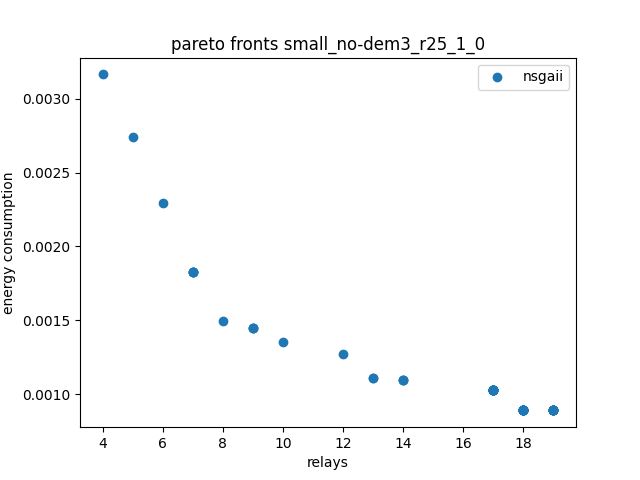 pareto fronts small_no-dem3_r25_1_0
nsgaii
energy consumption
0.0030
0.0025
0.0020
0.0015
0.0010
4 6 8 10 12 14 16 18
relays